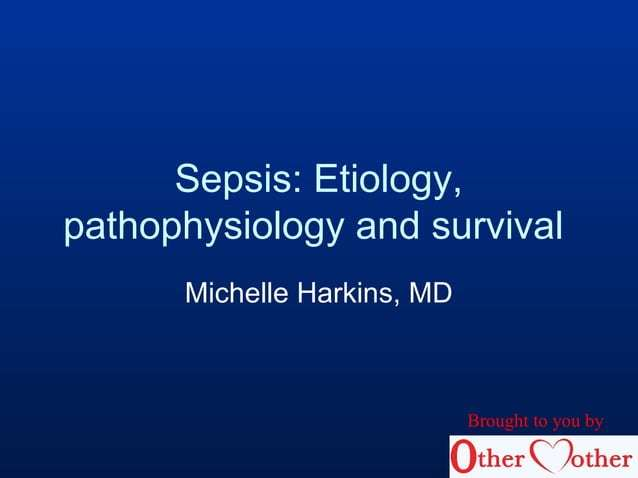 Sepsis: Etiology,
pathophysiology and survival
Michelle Harkins, MD
Brought to you by
Other Mother